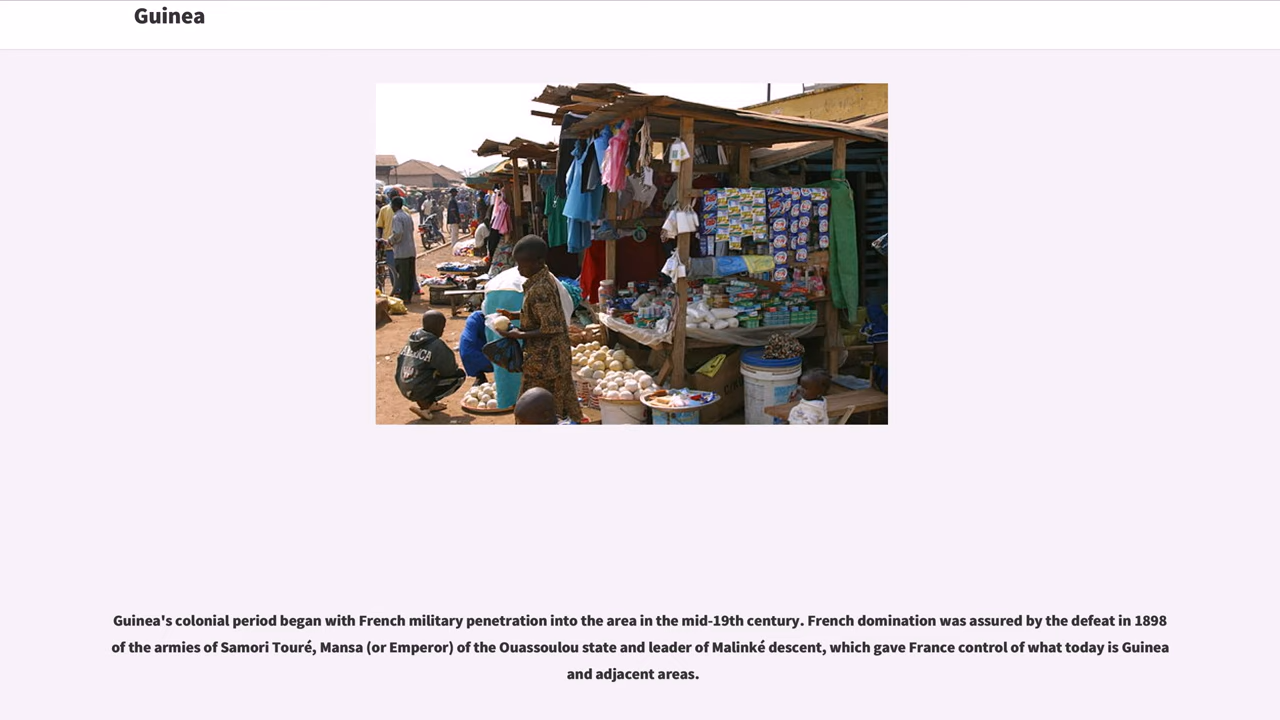 Guinea
Guinea's colonial period began with French military penetration into the area in the mid-19th century. French domination was assured by the defeat in 1898
of the armies of Samori Touré, Mansa (or Emperor) of the Ouassoulou state and leader of Malinké descent, which gave France control of what today is Guinea
and adjacent areas.